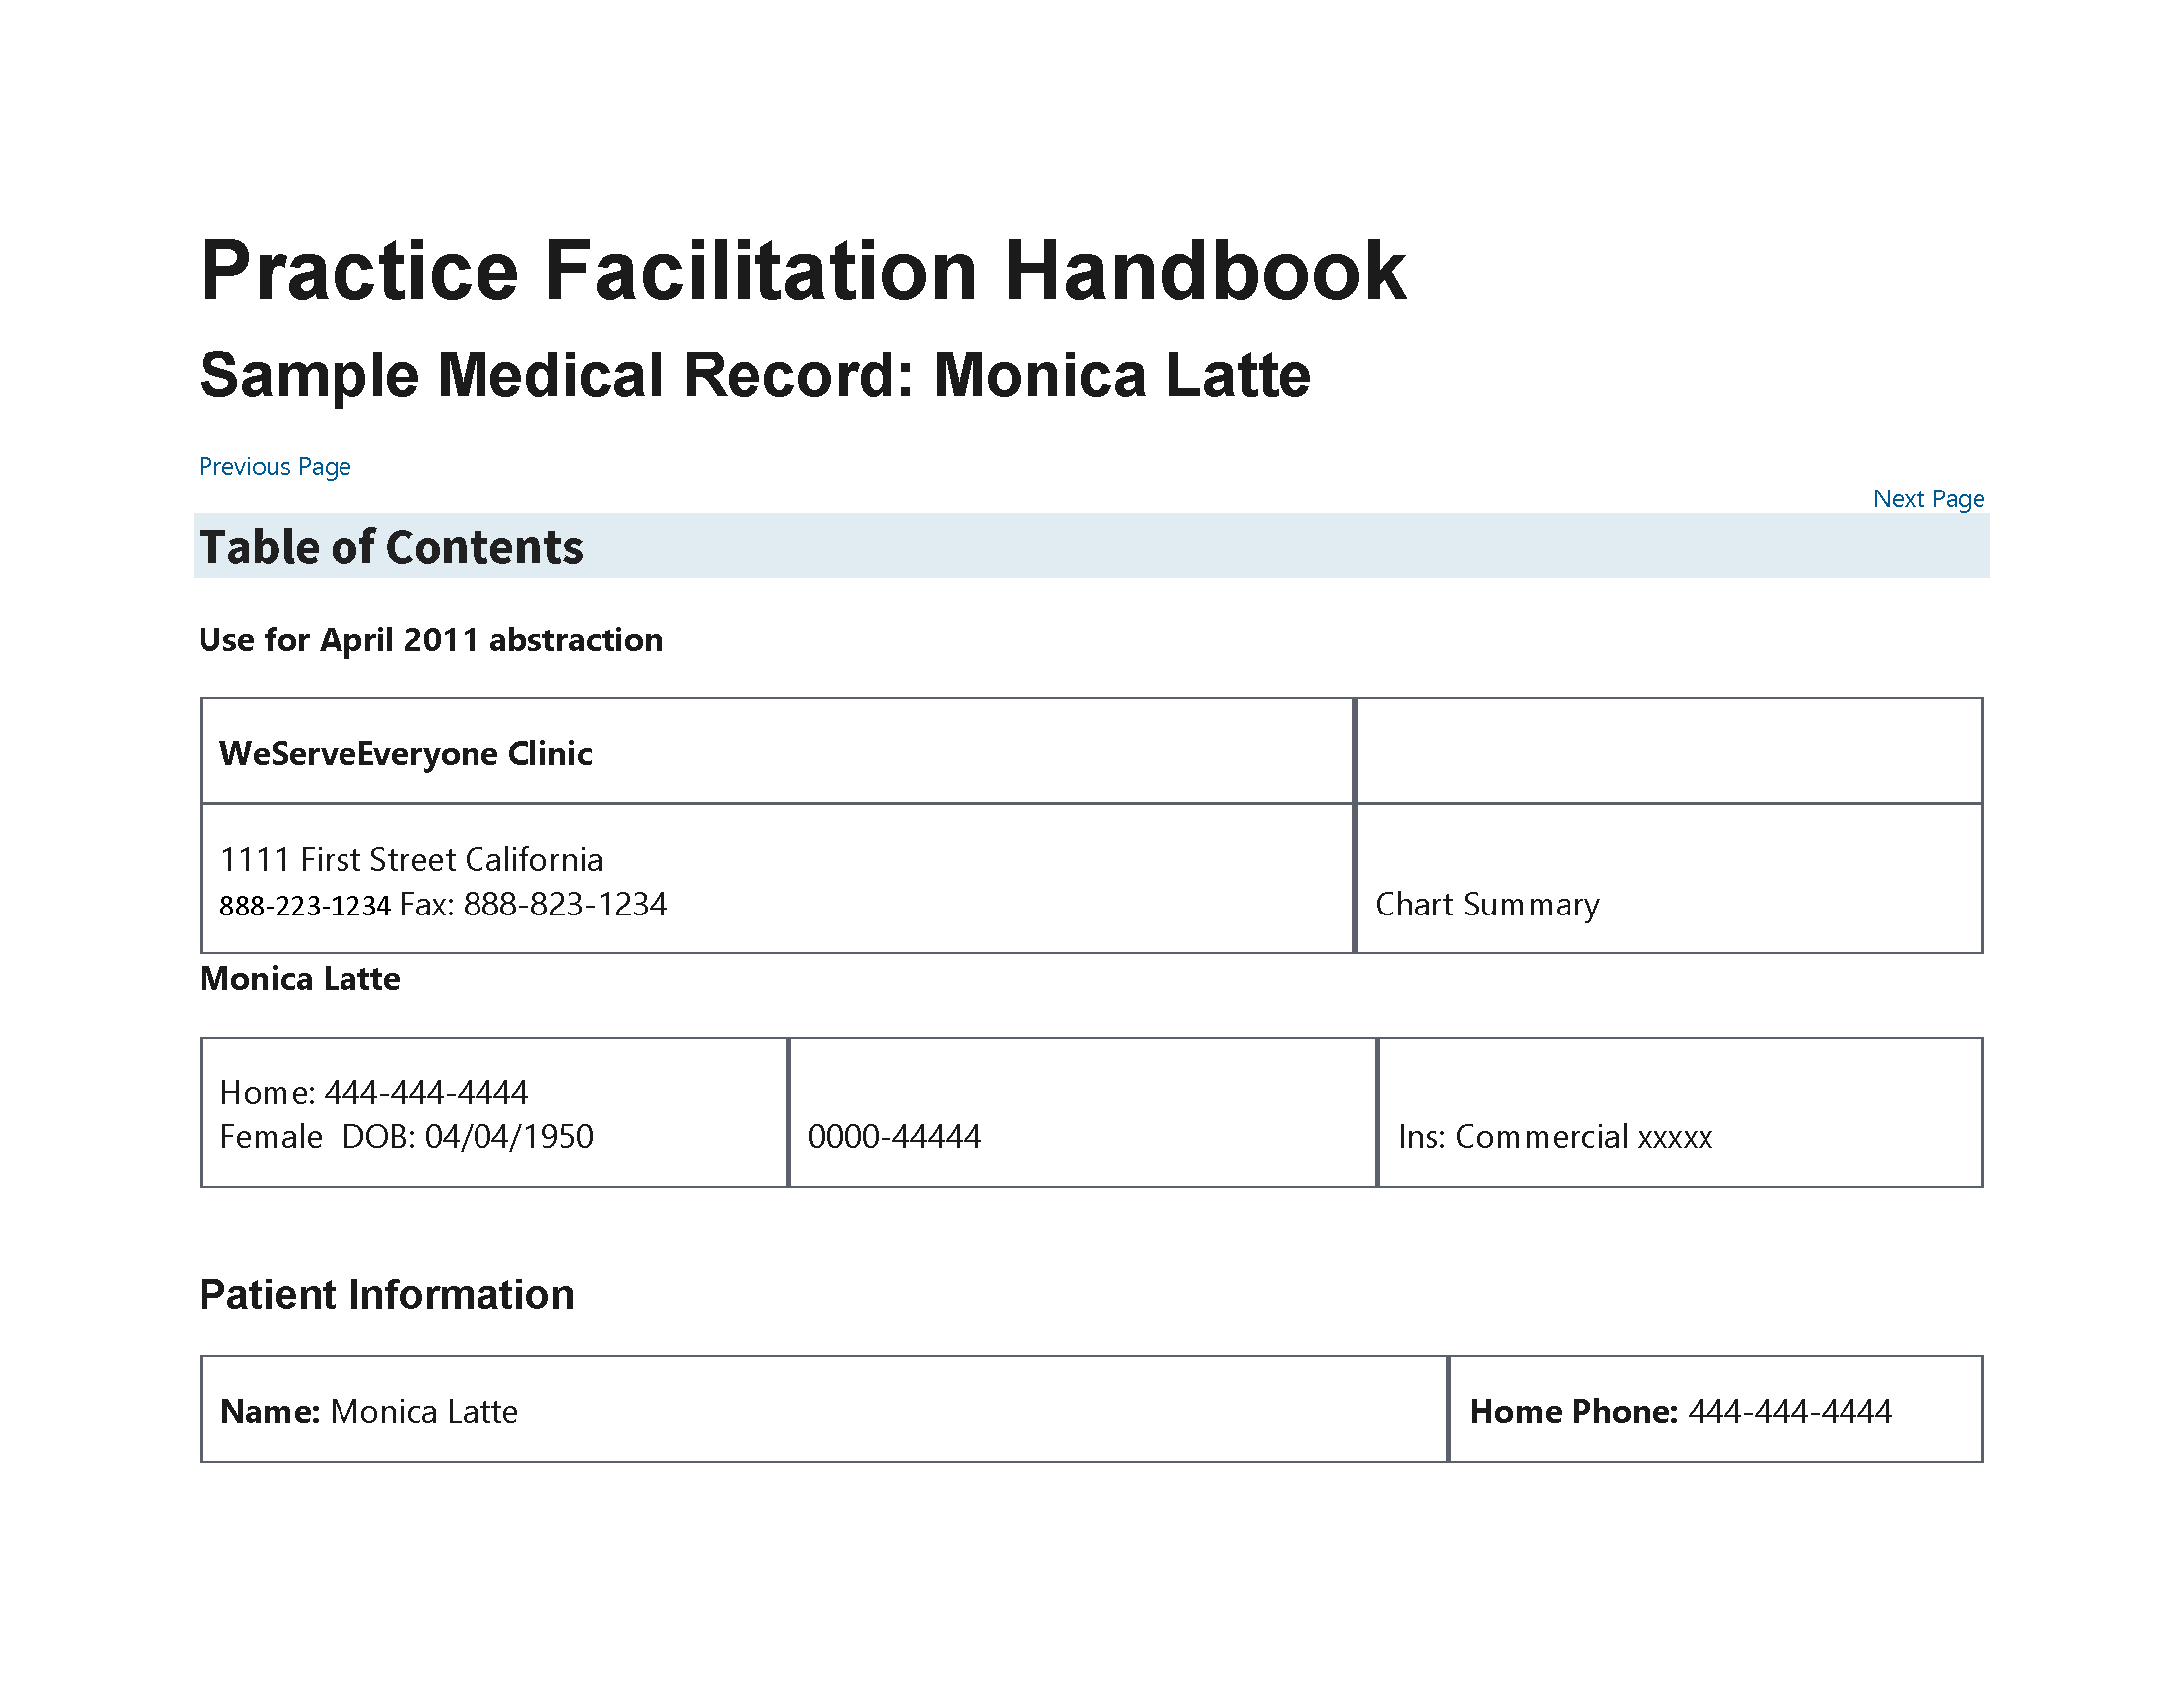 Practice Facilitation Handbook
Sample Medical Record: Monica Latte
Previous Page
Next Page
Table of Contents
Use for April 2011 abstraction
WeServeEveryone Clinic
1111 First Street California
888-223-1234 Fax: 888-823-1234
Chart Summary
Monica Latte
Home: 444-444-4444
Female  DOB: 04/04/1950
0000-44444
Ins: Commercial xxxxx
Patient Information
Name: Monica Latte
Home Phone: 444-444-4444